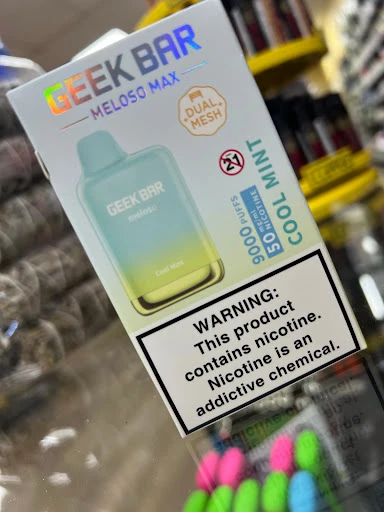 GEEK BAR
MELOSO MAX
DUAL
MESH
21
GEEK BAR
meloso
Cool Mint
COOL MINT
50 mg/ml NICOTINE
9000 PUFFS
WARNING:
This product
contains nicotine.
Nicotine is an
addictive chemical.